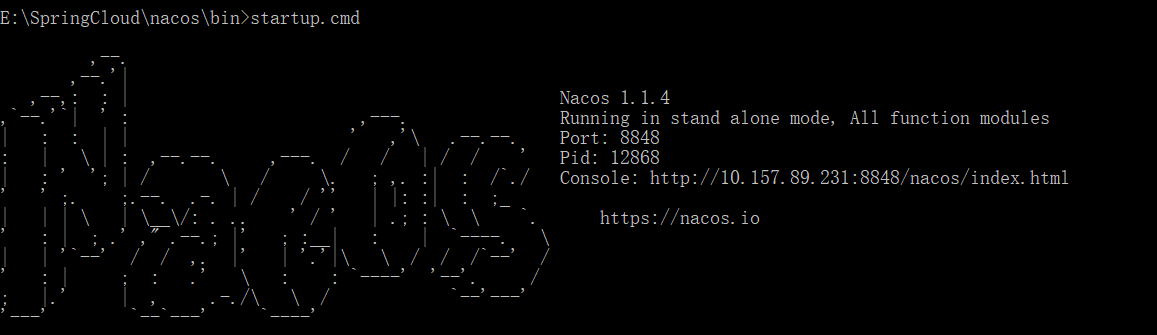 E:\SpringCloud\nacos\bin>startup.cmd
Nacos 1.1.4
Running in stand alone mode, All function modules
Port: 8848
Pid: 12868
Console: http://10.157.89.231:8848/nacos/index.html
https://nacos.io